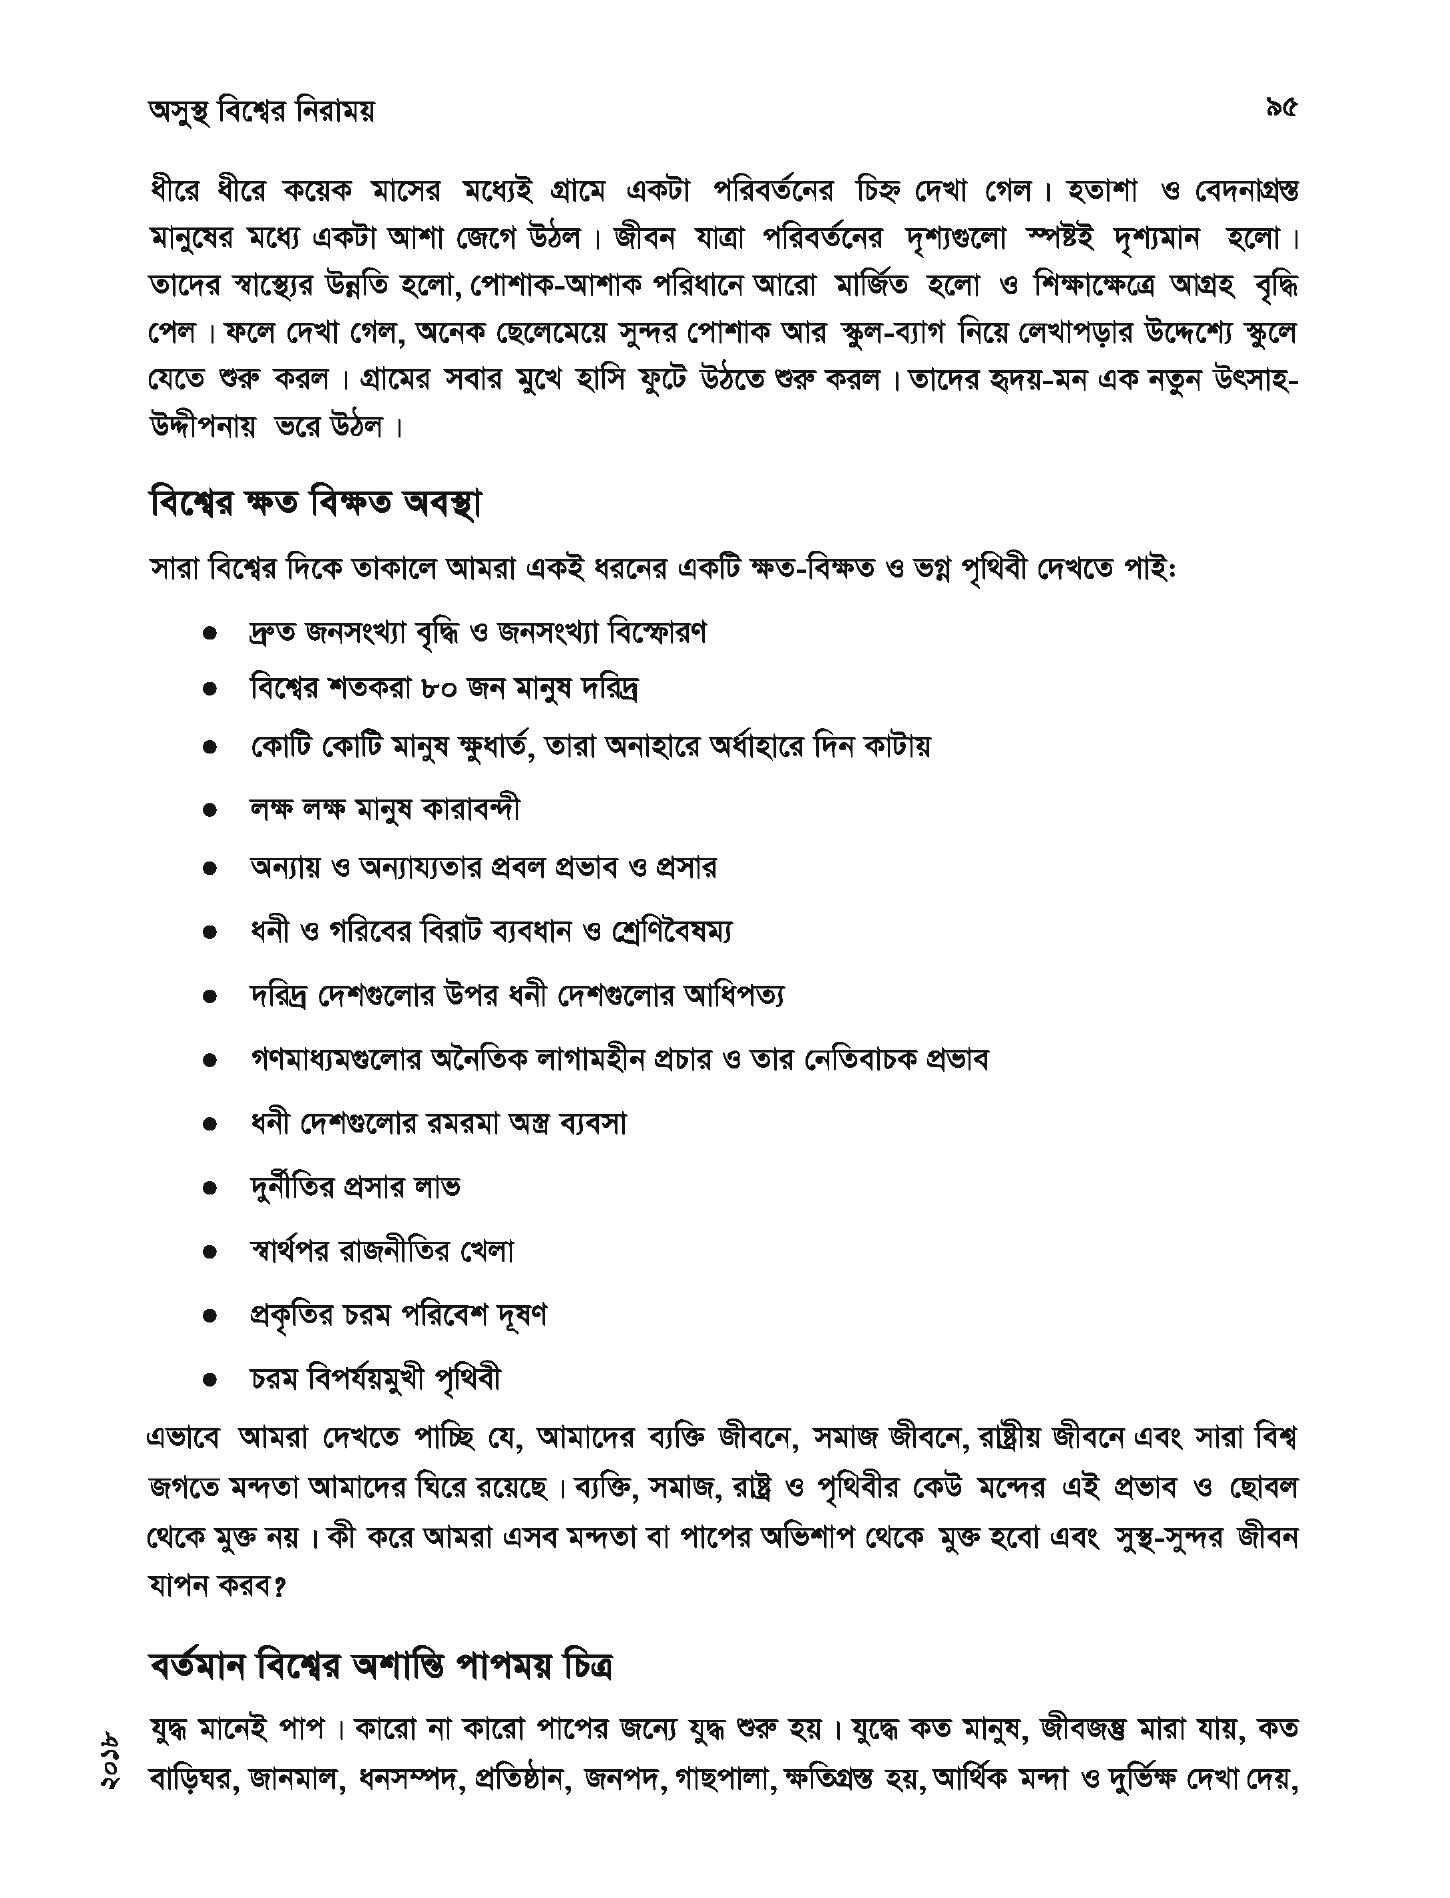 অসুস্থ বিশ্বের নিরাময়
৯৫
ধীরে ধীরে কয়েক মাসের মধ্যেই গ্রামে একটা পরিবর্তনের চিহ্ন দেখা গেল। হতাশা ও বেদনাগ্রস্ত
মানুষের মধ্যে একটা আশা জেগে উঠল। জীবন যাত্রা পরিবর্তনের দৃশ্যগুলো স্পষ্টই দৃশ্যমান হলো।
তাদের স্বাস্থ্যের উন্নতি হলো, পোশাক-আশাক পরিধানে আরো মার্জিত হলো ও শিক্ষাক্ষেত্রে আগ্রহ বৃদ্ধি
পেল। ফলে দেখা গেল, অনেক ছেলেমেয়ে সুন্দর পোশাক আর স্কুল-ব্যাগ নিয়ে লেখাপড়ার উদ্দেশ্যে স্কুলে
যেতে শুরু করল। গ্রামের সবার মুখে হাসি ফুটে উঠতে শুরু করল। তাদের হৃদয়-মন এক নতুন উৎসাহ-
উদ্দীপনায় ভরে উঠল।
বিশ্বের ক্ষত বিক্ষত অবস্থা
সারা বিশ্বের দিকে তাকালে আমরা একই ধরনের একটি ক্ষত-বিক্ষত ও ভগ্ন পৃথিবী দেখতে পাই:
● দ্রুত জনসংখ্যা বৃদ্ধি ও জনসংখ্যা বিস্ফোরণ
● বিশ্বের শতকরা ৮০ জন মানুষ দরিদ্র
● কোটি কোটি মানুষ ক্ষুধার্ত, তারা অনাহারে অর্ধাহারে দিন কাটায়
● লক্ষ লক্ষ মানুষ কারাবন্দী
● অন্যায় ও অন্যায্যতার প্রবল প্রভাব ও প্রসার
● ধনী ও গরিবের বিরাট ব্যবধান ও শ্রেণিবৈষম্য
● দরিদ্র দেশগুলোর উপর ধনী দেশগুলোর আধিপত্য
● গণমাধ্যমগুলোর অনৈতিক লাগামহীন প্রচার ও তার নেতিবাচক প্রভাব
● ধনী দেশগুলোর রমরমা অস্ত্র ব্যবসা
● দুর্নীতির প্রসার লাভ
● স্বার্থপর রাজনীতির খেলা
● প্রকৃতির চরম পরিবেশ দূষণ
● চরম বিপর্যয়মুখী পৃথিবী
এভাবে আমরা দেখতে পাচ্ছি যে, আমাদের ব্যক্তি জীবনে, সমাজ জীবনে, রাষ্ট্রীয় জীবনে এবং সারা বিশ্ব
জগতে মন্দতা আমাদের ঘিরে রয়েছে। ব্যক্তি, সমাজ, রাষ্ট্র ও পৃথিবীর কেউ মন্দের এই প্রভাব ও ছোবল
থেকে মুক্ত নয়। কী করে আমরা এসব মন্দতা বা পাপের অভিশাপ থেকে মুক্ত হবো এবং সুস্থ-সুন্দর জীবন
যাপন করব?
বর্তমান বিশ্বের অশান্তি পাপময় চিত্র
যুদ্ধ মানেই পাপ। কারো না কারো পাপের জন্যে যুদ্ধ শুরু হয়। যুদ্ধে কত মানুষ, জীবজন্তু মারা যায়, কত
বাড়িঘর, জানমাল, ধনসম্পদ, প্রতিষ্ঠান, জনপদ, গাছপালা, ক্ষতিগ্রস্ত হয়, আর্থিক মন্দা ও দুর্ভিক্ষ দেখা দেয়,
২০১৮